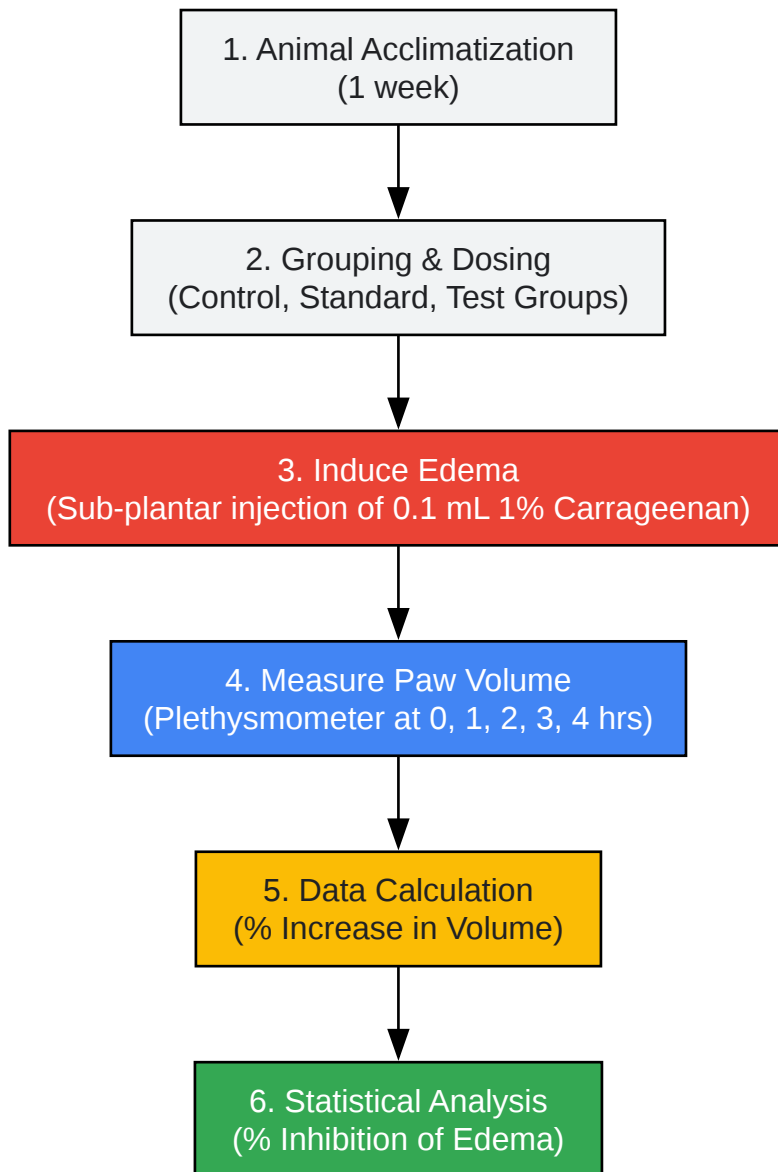 1. Animal Acclimatization
(1 week)
2. Grouping & Dosing
(Control, Standard, Test Groups)
3. Induce Edema
(Sub-plantar injection of 0.1 mL 1% Carrageenan)
4. Measure Paw Volume
(Plethysmometer at 0, 1, 2, 3, 4 hrs)
5. Data Calculation
(% Increase in Volume)
6. Statistical Analysis
(% Inhibition of Edema)